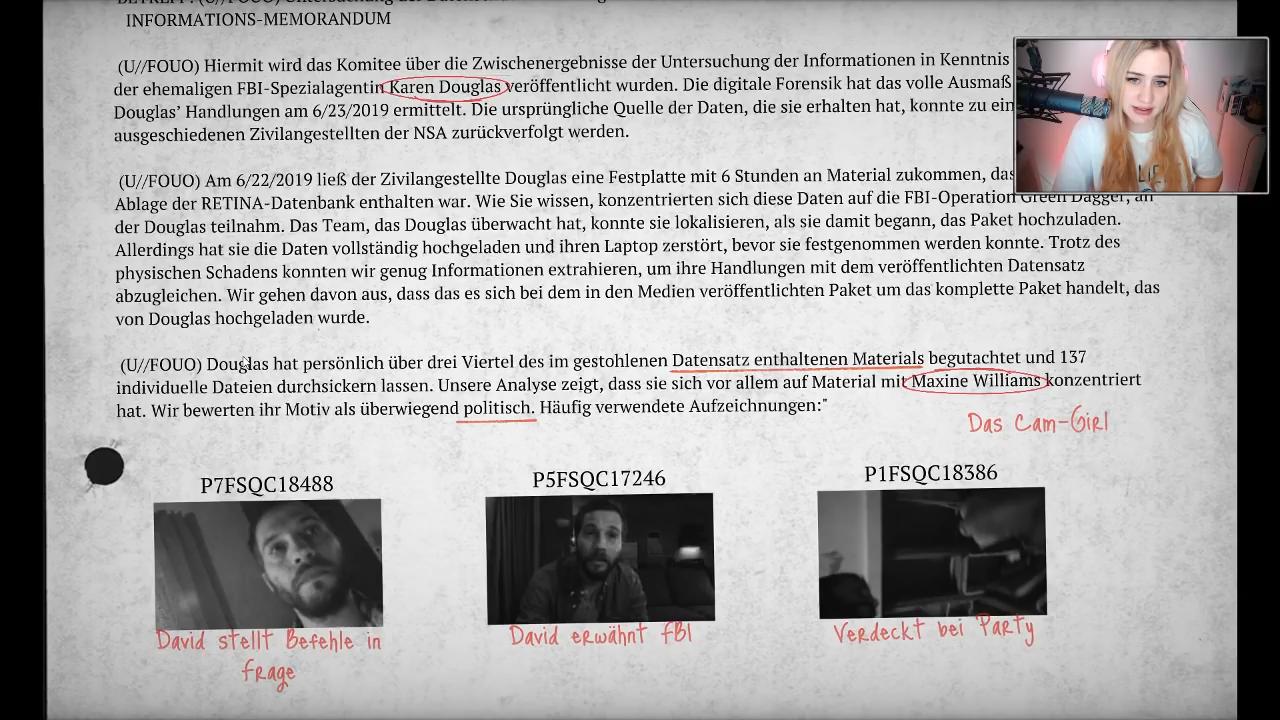 INFORMATIONS-MEMORANDUM
(U//FOUO) Hiermit wird das Komitee über die Zwischenergebnisse der Untersuchung der Informationen in Kenntnis
der ehemaligen FBI-Spezialagentin Karen Douglas veröffentlicht wurden. Die digitale Forensik hat das volle Ausmaß
Douglas’ Handlungen am 6/23/2019 ermittelt. Die ursprüngliche Quelle der Daten, die sie erhalten hat, konnte zu ein
ausgeschiedenen Zivilangestellten der NSA zurückverfolgt werden.
(U//FOUO) Am 6/22/2019 ließ der Zivilangestellte Douglas eine Festplatte mit 6 Stunden an Material zukommen, das
Ablage der RETINA-Datenbank enthalten war. Wie Sie wissen, konzentrierten sich diese Daten auf die FBI-Operation Green Dagger, an
der Douglas teilnahm. Das Team, das Douglas überwacht hat, konnte sie lokalisieren, als sie damit begann, das Paket hochzuladen.
Allerdings hat sie die Daten vollständig hochgeladen und ihren Laptop zerstört, bevor sie festgenommen werden konnte. Trotz des
physischen Schadens konnten wir genug Informationen extrahieren, um ihre Handlungen mit dem veröffentlichten Datensatz
abzugleichen. Wir gehen davon aus, dass das es sich bei dem in den Medien veröffentlichten Paket um das komplette Paket handelt, das
von Douglas hochgeladen wurde.
(U//FOUO) Douglas hat persönlich über drei Viertel des im gestohlenen Datensatz enthaltenen Materials begutachtet und 137
individuelle Dateien durchsickern lassen. Unsere Analyse zeigt, dass sie sich vor allem auf Material mit Maxine Williams konzentriert
hat. Wir bewerten ihr Motiv als überwiegend politisch. Häufig verwendete Aufzeichnungen:"
Das Cam-Girl
P7FSQC18488
P5FSQC17246
P1FSQC18386
David stellt Befehle in
frage
David erwähnt FBI
Verdeckt bei Party